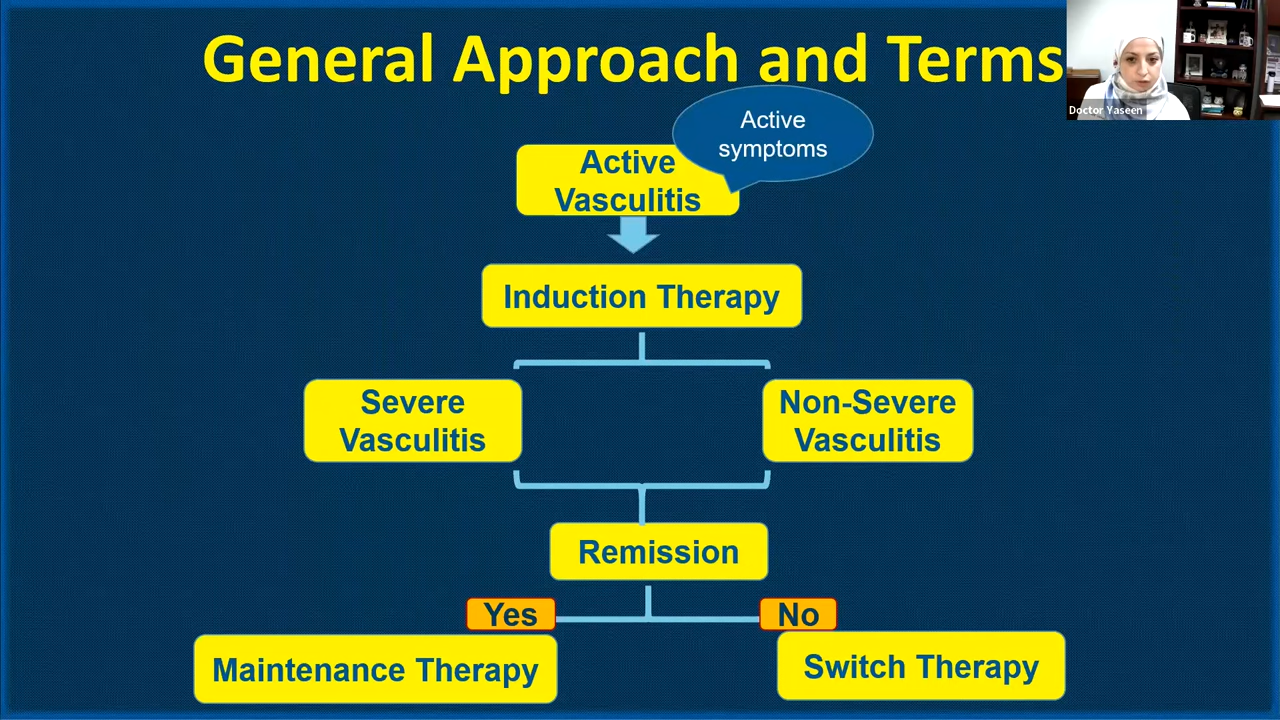 General Approach and Terms
Doctor Yaseen
Active
symptoms
Active
Vasculitis
Induction Therapy
Severe
Vasculitis
Non-Severe
Vasculitis
Remission
Yes
No
Maintenance Therapy
Switch Therapy